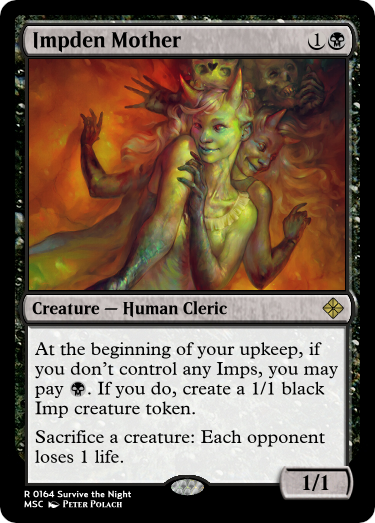 Impden Mother 1
Creature — Human Cleric
At the beginning of your upkeep, if
you don't control any Imps, you may
pay . If you do, create a 1/1 black
Imp creature token.
Sacrifice a creature: Each opponent
loses 1 life.
1/1
R 0164 Survive the Night
MSC Peter Polach